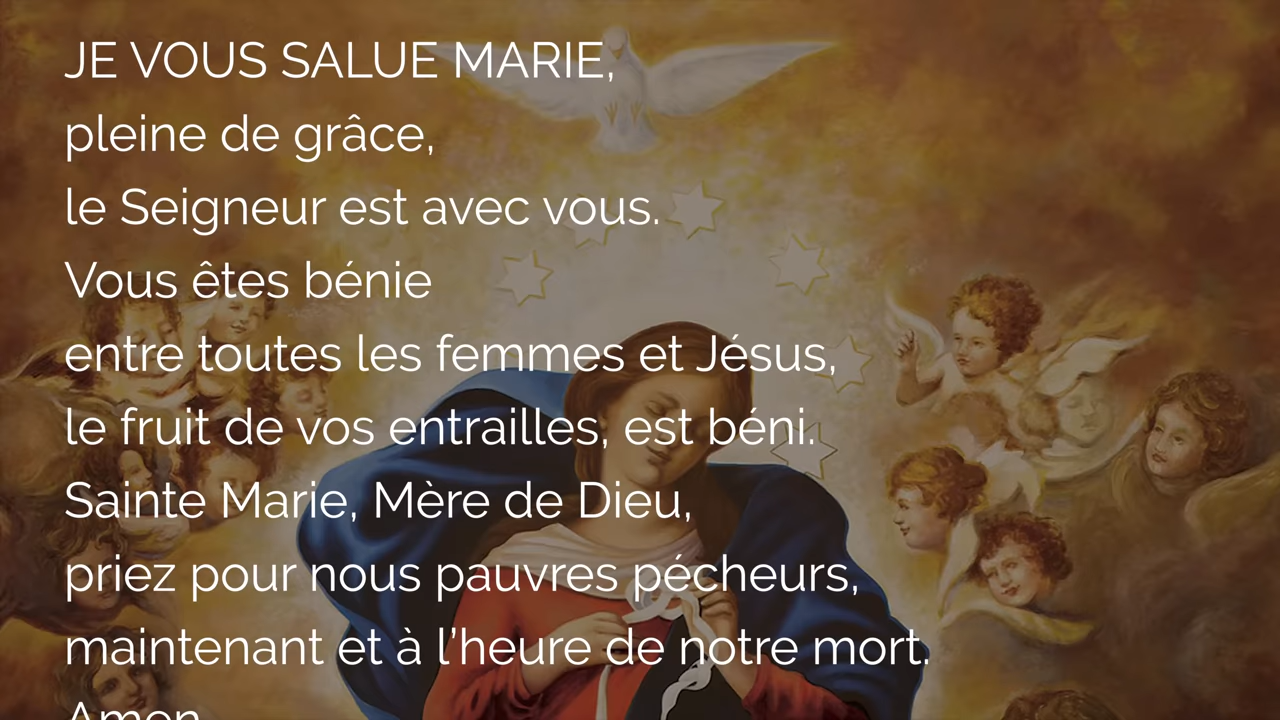 JE VOUS SALUE MARIE,
pleine de grâce,
le Seigneur est avec vous.
Vous êtes bénie
entre toutes les femmes et Jésus,
le fruit de vos entrailles, est béni.
Sainte Marie, Mère de Dieu,
priez pour nous pauvres pécheurs,
maintenant et à l’heure de notre mort.
Amen